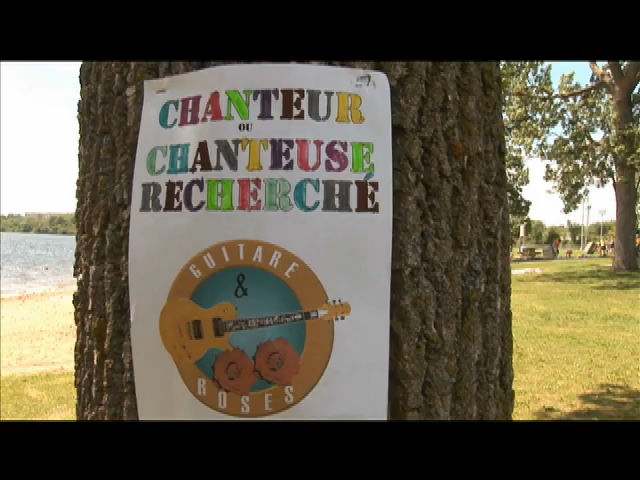 CHANTEUR
OU
CHANTEUSE
RECHERCHÉ
GUITARE
&
ROSES